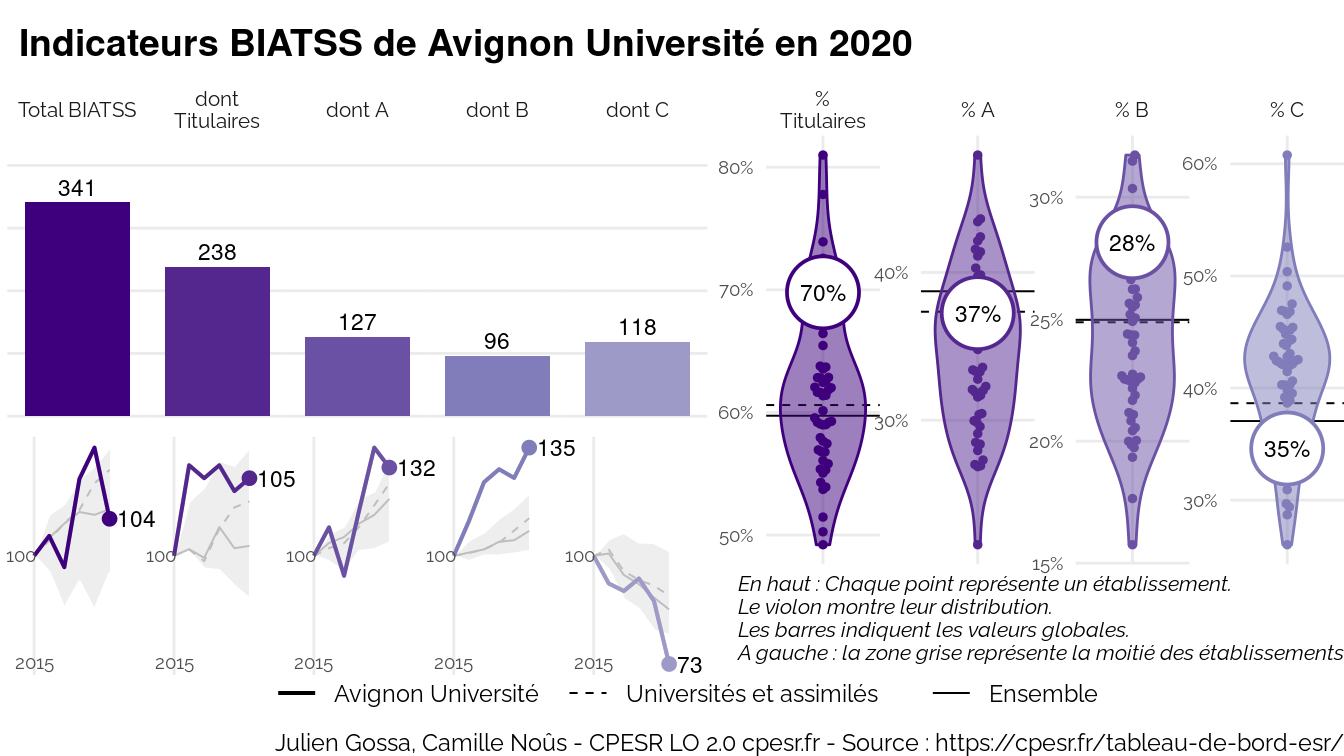 Indicateurs BIATSS de Avignon Université en 2020
Total BIATSS
dont
Titulaires
dont A
dont B
dont C
%
Titulaires
% A
% B
% C
341
238
127
96
118
80%
70%
60%
50%
70%
40%
30%
37%
30%
25%
20%
15%
28%
60%
50%
40%
30%
35%
100
104
2015
100
105
2015
100
132
2015
100
135
2015
100
73
2015
En haut : Chaque point représente un établissement.
Le violon montre leur distribution.
Les barres indiquent les valeurs globales.
A gauche : la zone grise représente la moitié des établissements
Avignon Université
Universités et assimilés
Ensemble
Julien Gossa, Camille Noûs - CPESR LO 2.0 cpesr.fr - Source : https://cpesr.fr/tableau-de-bord-esr/